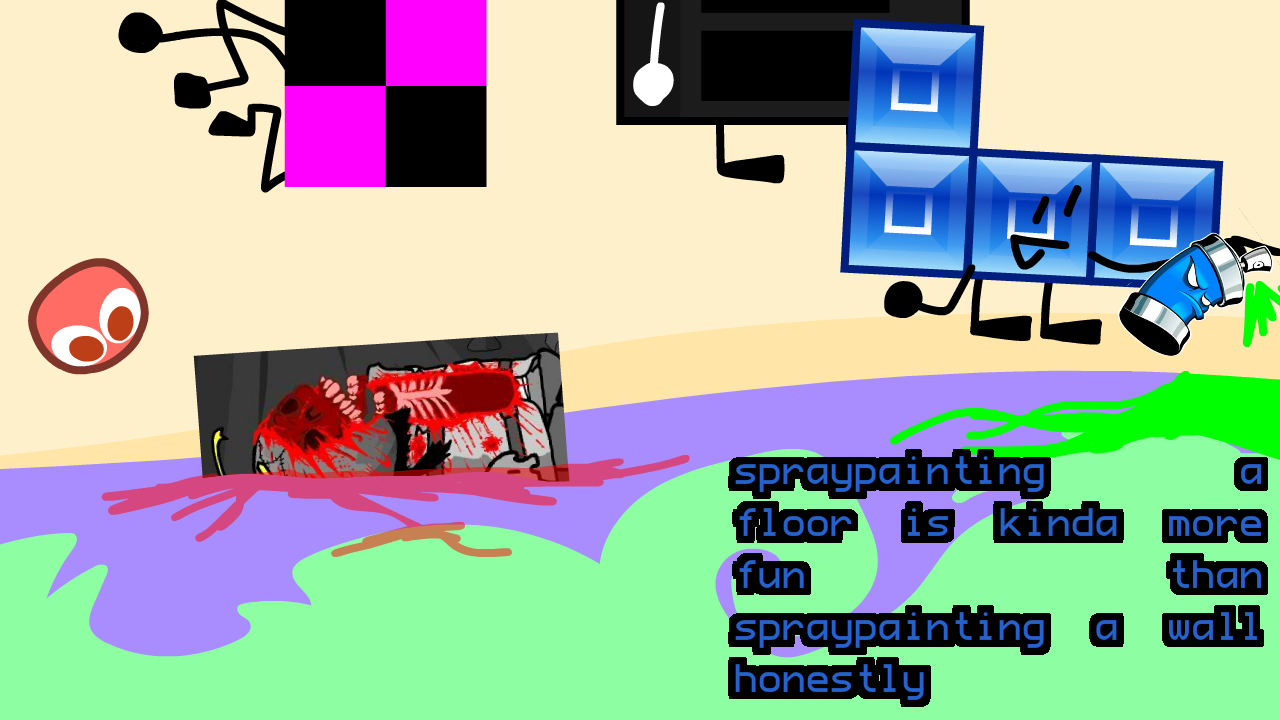 spraypainting a
floor is kinda more
fun than
spraypainting a wall
honestly